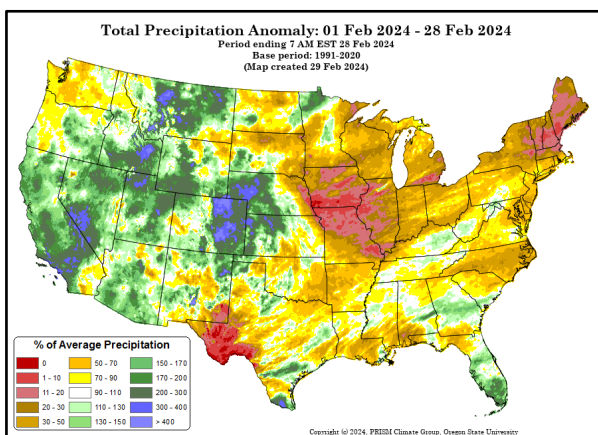 Total Precipitation Anomaly: 01 Feb 2024 - 28 Feb 2024
Period ending 7 AM EST 28 Feb 2024
Base period: 1991-2020
(Map created 29 Feb 2024)
% of Average Precipitation
0 50 - 70 150 - 170
1 - 10 70 - 90 170 - 200
11 - 20 90 - 110 200 - 300
20 - 30 110 - 130 300 - 400
30 - 50 130 - 150 > 400
Copyright (c) 2024, PRISM Climate Group, Oregon State University